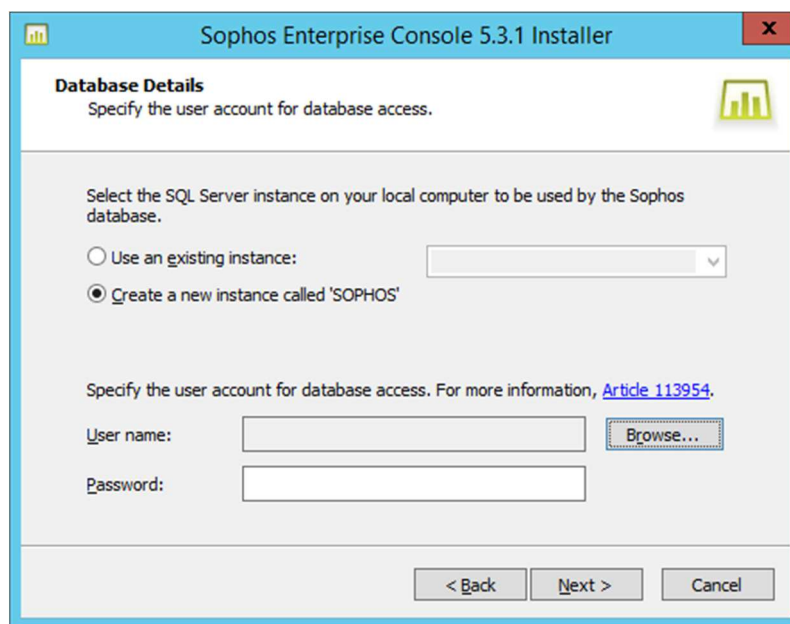 Sophos Enterprise Console 5.3.1 Installer
x
Database Details
Specify the user account for database access.
Select the SQL Server instance on your local computer to be used by the Sophos
database.
Use an existing instance:
Create a new instance called 'SOPHOS'
Specify the user account for database access. For more information, Article 113954.
User name:
Browse...
Password:
< Back
Next >
Cancel